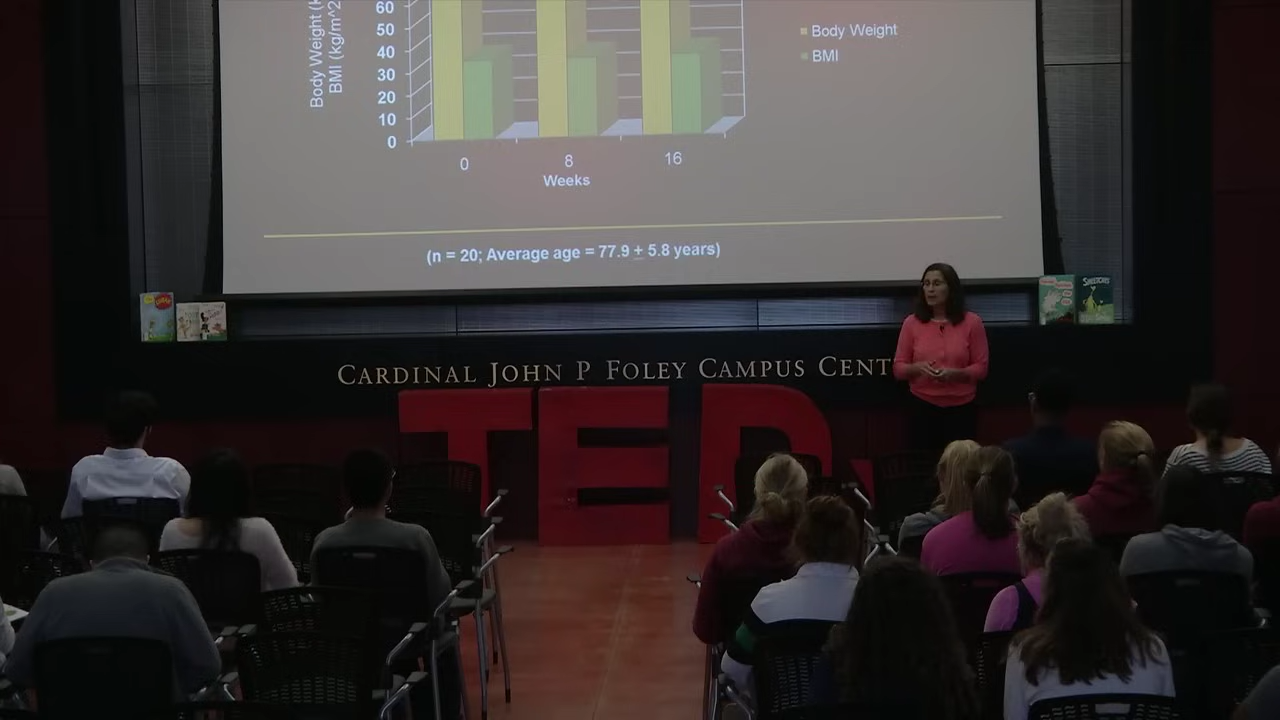 60
50
40
30
20
10
0
Body Weight
BMI (kg/m^2
0 8 16
Weeks
Body Weight
BMI
(n = 20; Average age = 77.9 ± 5.8 years)
SNEETCHES
CARDINAL JOHN P FOLEY CAMPUS CENT
TED